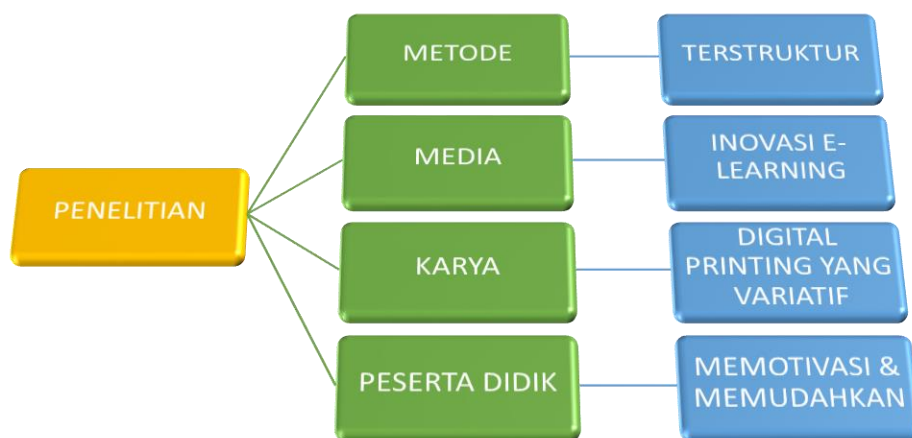 PENELITIAN
METODE
TERSTRUKTUR
MEDIA
INOVASI E-
LEARNING
KARYA
DIGITAL
PRINTING YANG
VARIATIF
PESERTA DIDIK
MEMOTIVASI &
MEMUDAHKAN